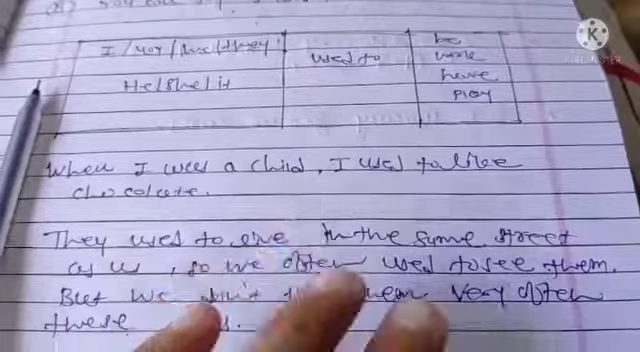 I / you / we / they used to be
work
He / She / it have
play
When I was a child, I used to like
chocolate.
They used to live in the same street
as us, so we often used to see them.
But we don't very often
these
KINEMASTER